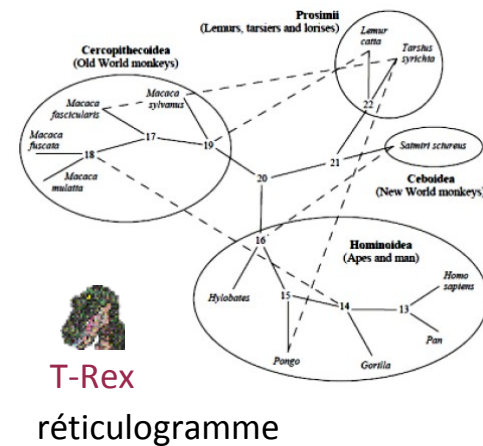 Prosimii
(Lemurs, tarsiers and lorises)
Lemur
catta
Tarsius
syrichta
22
Cercopithecoidea
(Old World monkeys)
Macaca
sylvanus
Macaca
fascicularis
Macaca
fuscata
17
19
18
Macaca
mulatta
20
21
Saimiri sciureus
Ceboidea
(New World monkeys)
16
Hominoidea
(Apes and man)
Hylobates
15
14
13
Homo
sapiens
Pan
Pongo
Gorilla
T-Rex
réticulogramme